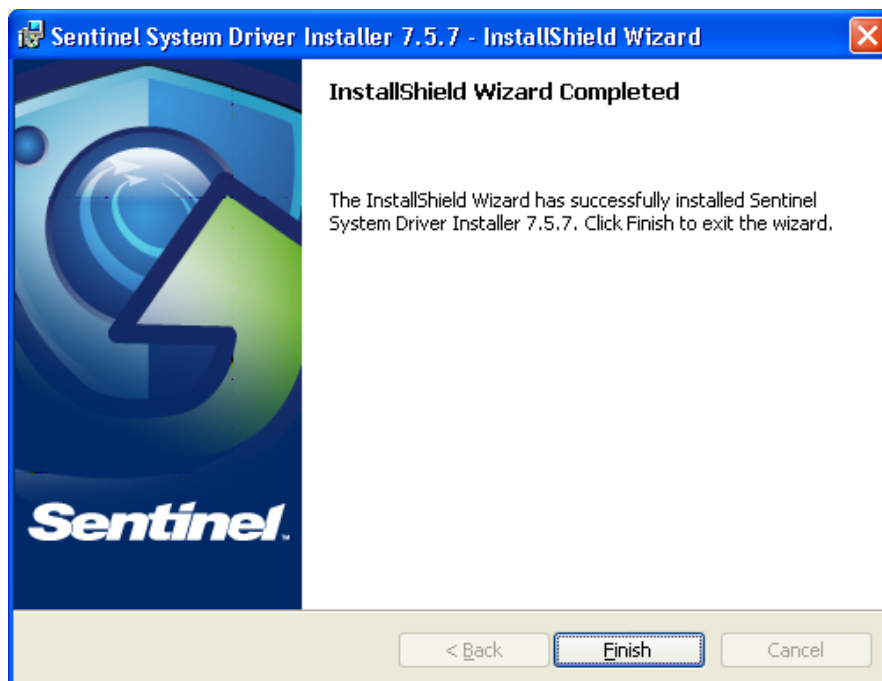 Sentinel System Driver Installer 7.5.7 - InstallShield Wizard
InstallShield Wizard Completed
The InstallShield Wizard has successfully installed Sentinel
System Driver Installer 7.5.7. Click Finish to exit the wizard.
Sentinel™
< Back Finish Cancel